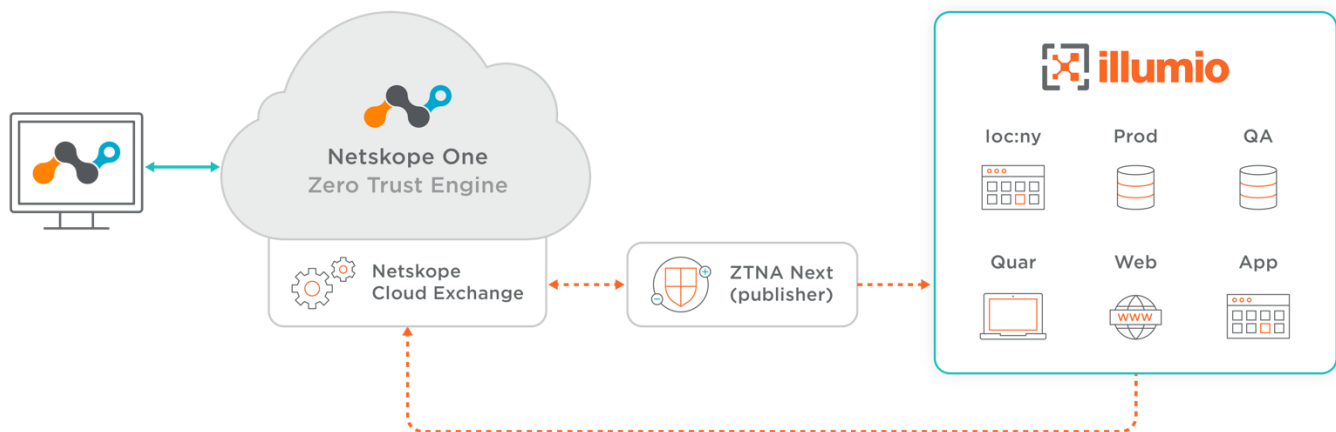 Netskope One
Zero Trust Engine
Netskope
Cloud Exchange
ZTNA Next
(publisher)
illumio
loc:ny
Prod
QA
Quar
Web
App
WWW